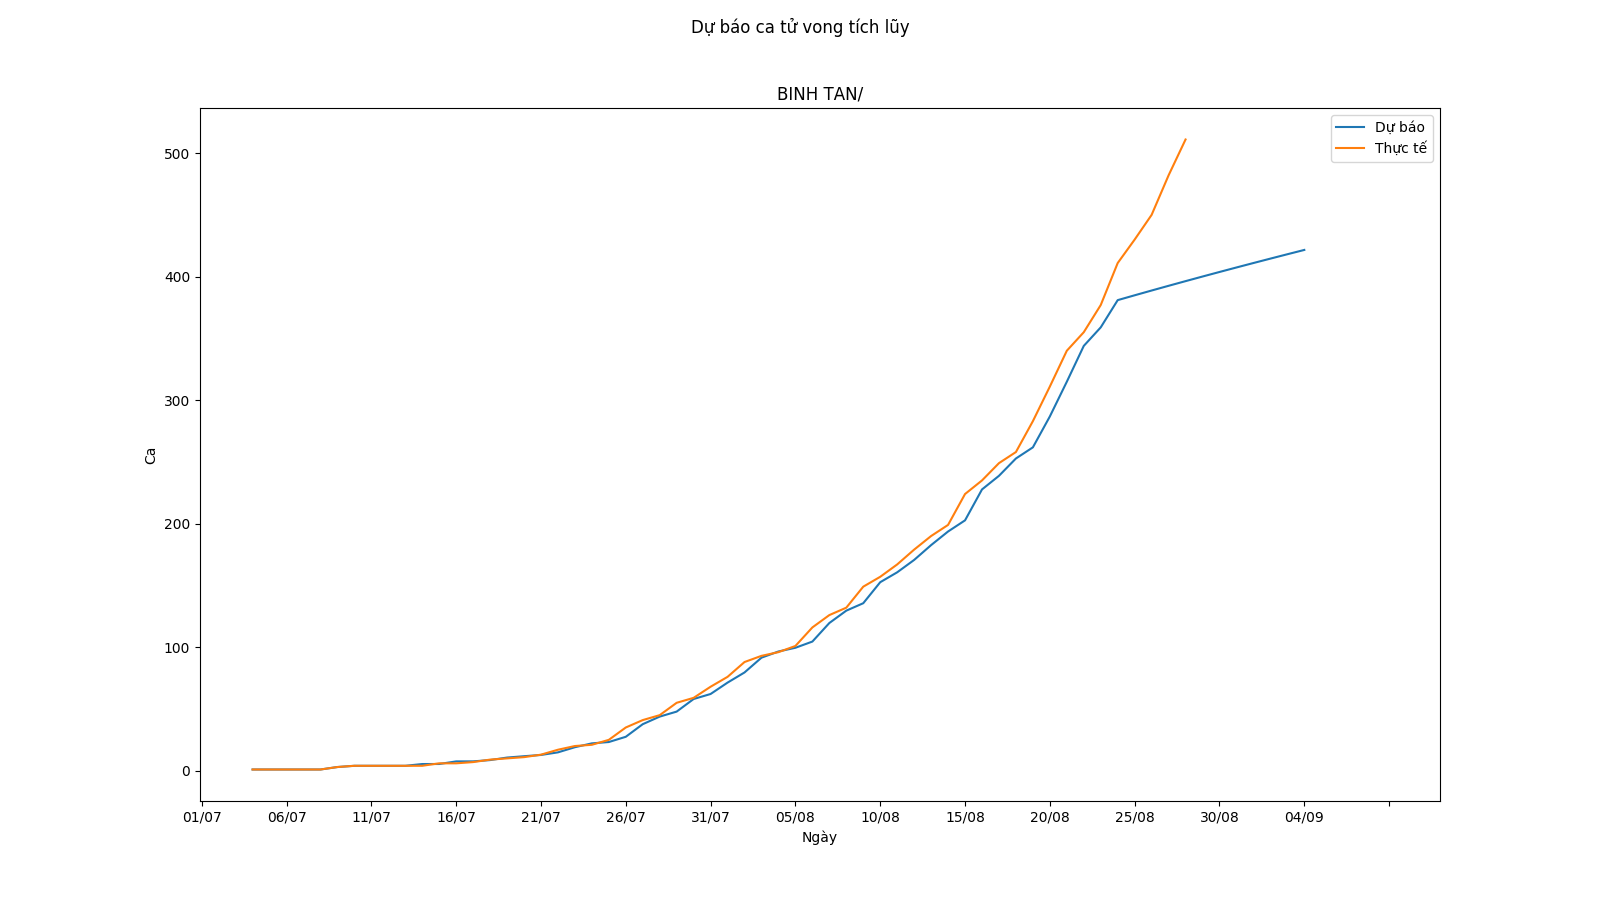 Dự báo ca tử vong tích lũy
BINH TAN/
Dự báo
Thực tế
500
400
300
200
100
0
Ca
01/07 06/07 11/07 16/07 21/07 26/07 31/07 05/08 10/08 15/08 20/08 25/08 30/08 04/09
Ngày